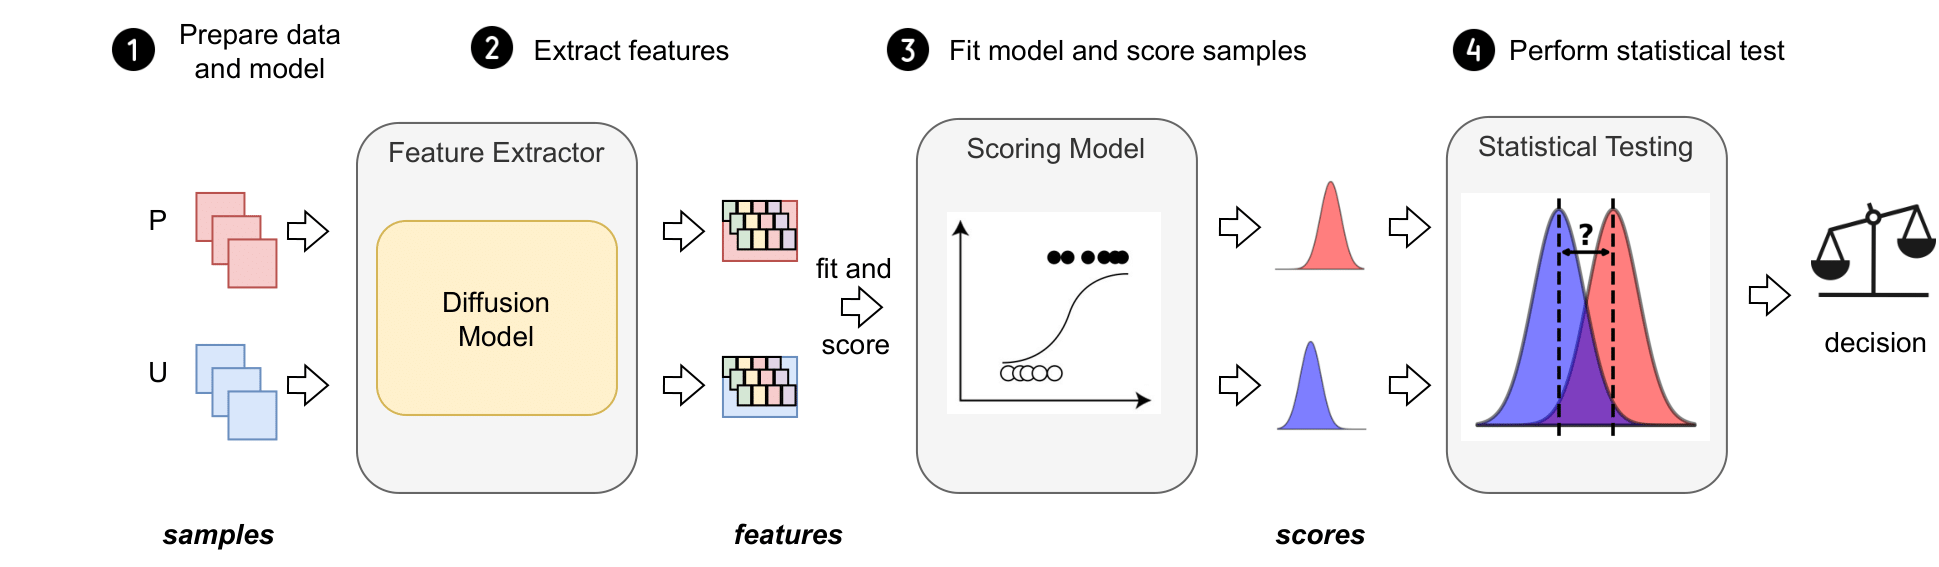 1 Prepare data
and model
2 Extract features
3 Fit model and score samples
4 Perform statistical test
Feature Extractor
Scoring Model
Statistical Testing
P
?
fit and
Diffusion
Model
score
decision
U
samples
features
scores